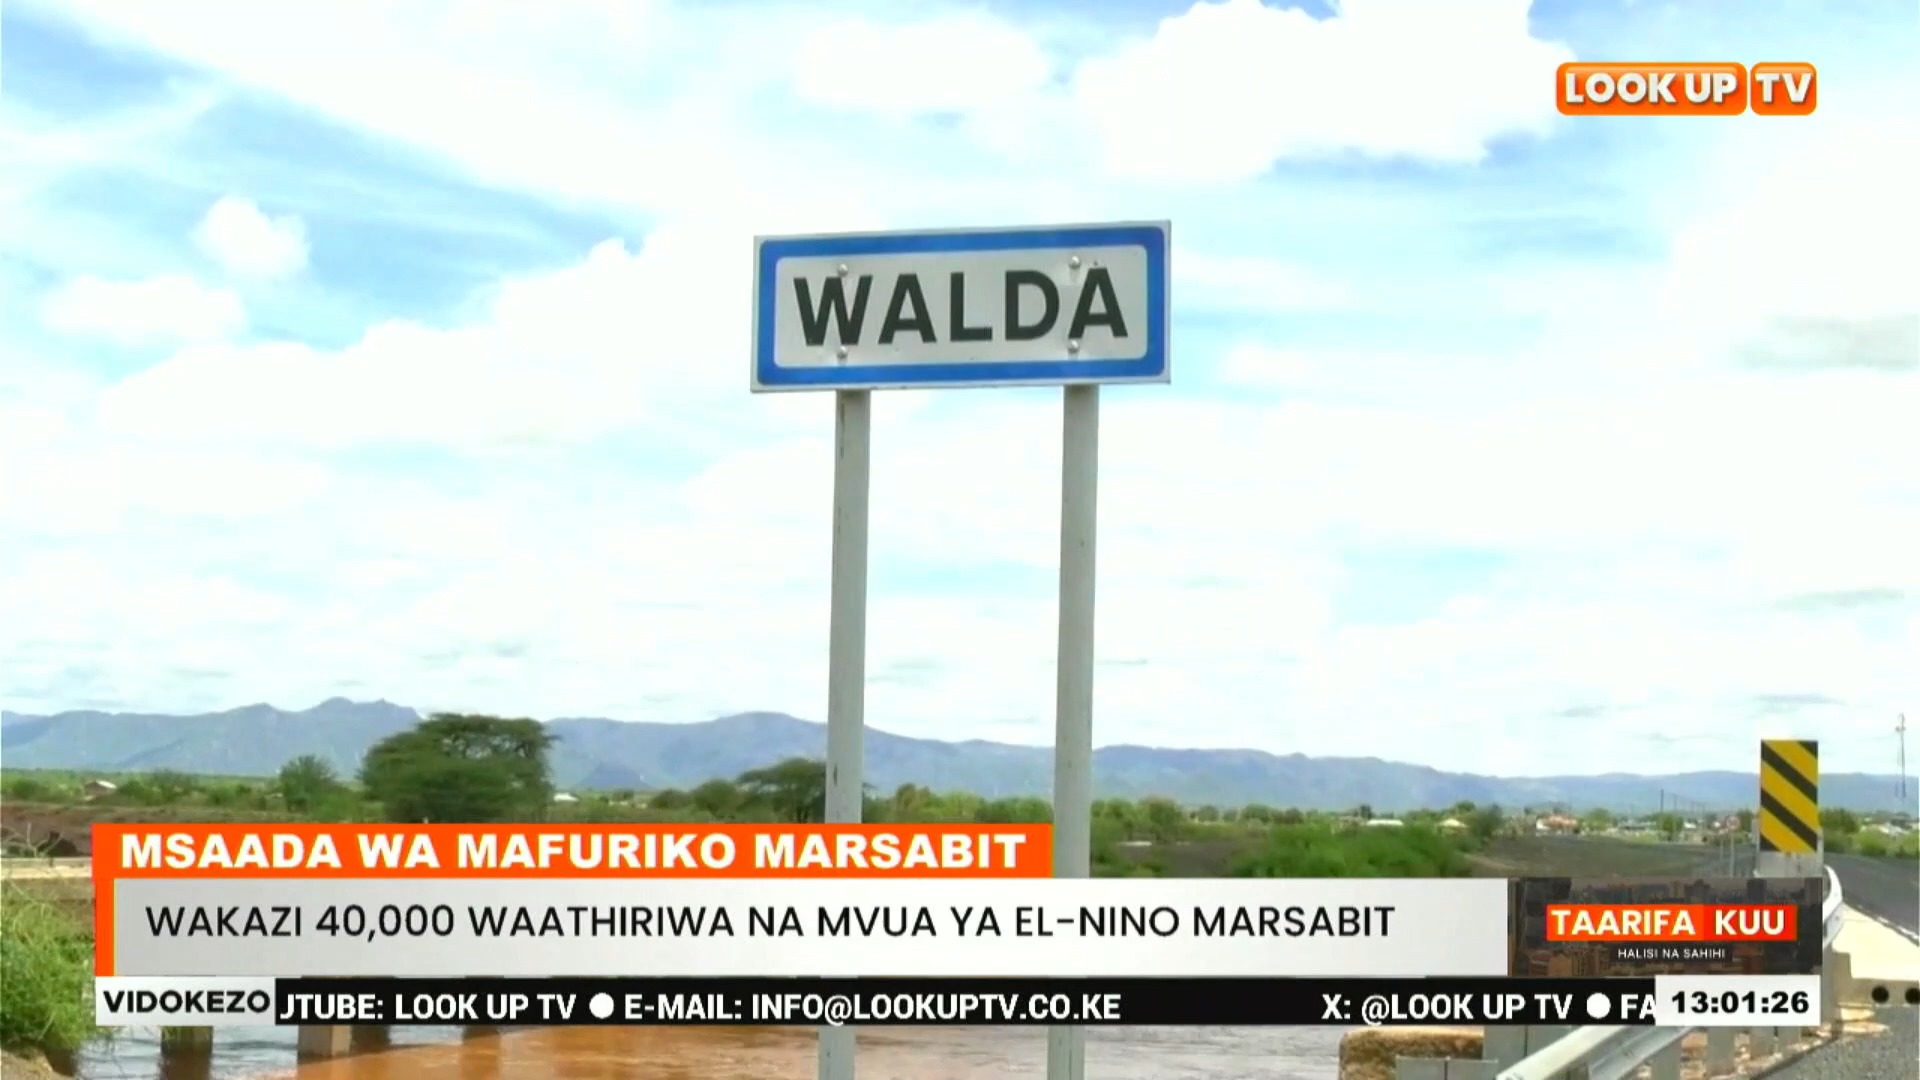 LOOK UP TV
WALDA
MSAADA WA MAFURIKO MARSABIT
WAKAZI 40,000 WAATHIRIWA NA MVUA YA EL-NINO MARSABIT
TAARIFA KUU
HALISI NA SAHIHI
VIDOKEZO JTUBE: LOOK UP TV ● E-MAIL: INFO@LOOKUPTV.CO.KE X: @LOOK UP TV ● FA 13:01:26